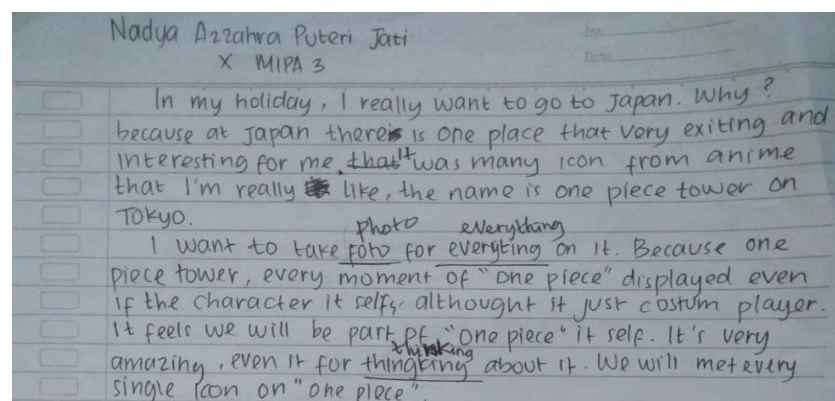 Nadya Azzahra Puteri Jati
X MIPA 3
No.
Date:
In my holiday, I really want to go to Japan. Why?
because at Japan there is one place that very exiting and
interesting for me. that It was many icon from anime
that I'm really like, the name is one piece tower on
Tokyo.
photo everything
I want to take foto for everyting on it. Because one
piece tower, every moment of "one piece" displayed even
if the character it self, althought it just costum player.
It feels we will be part of "one piece" it self. It's very
thinking
amazing, even it for thingking about it. We will met every
single icon on "one piece".